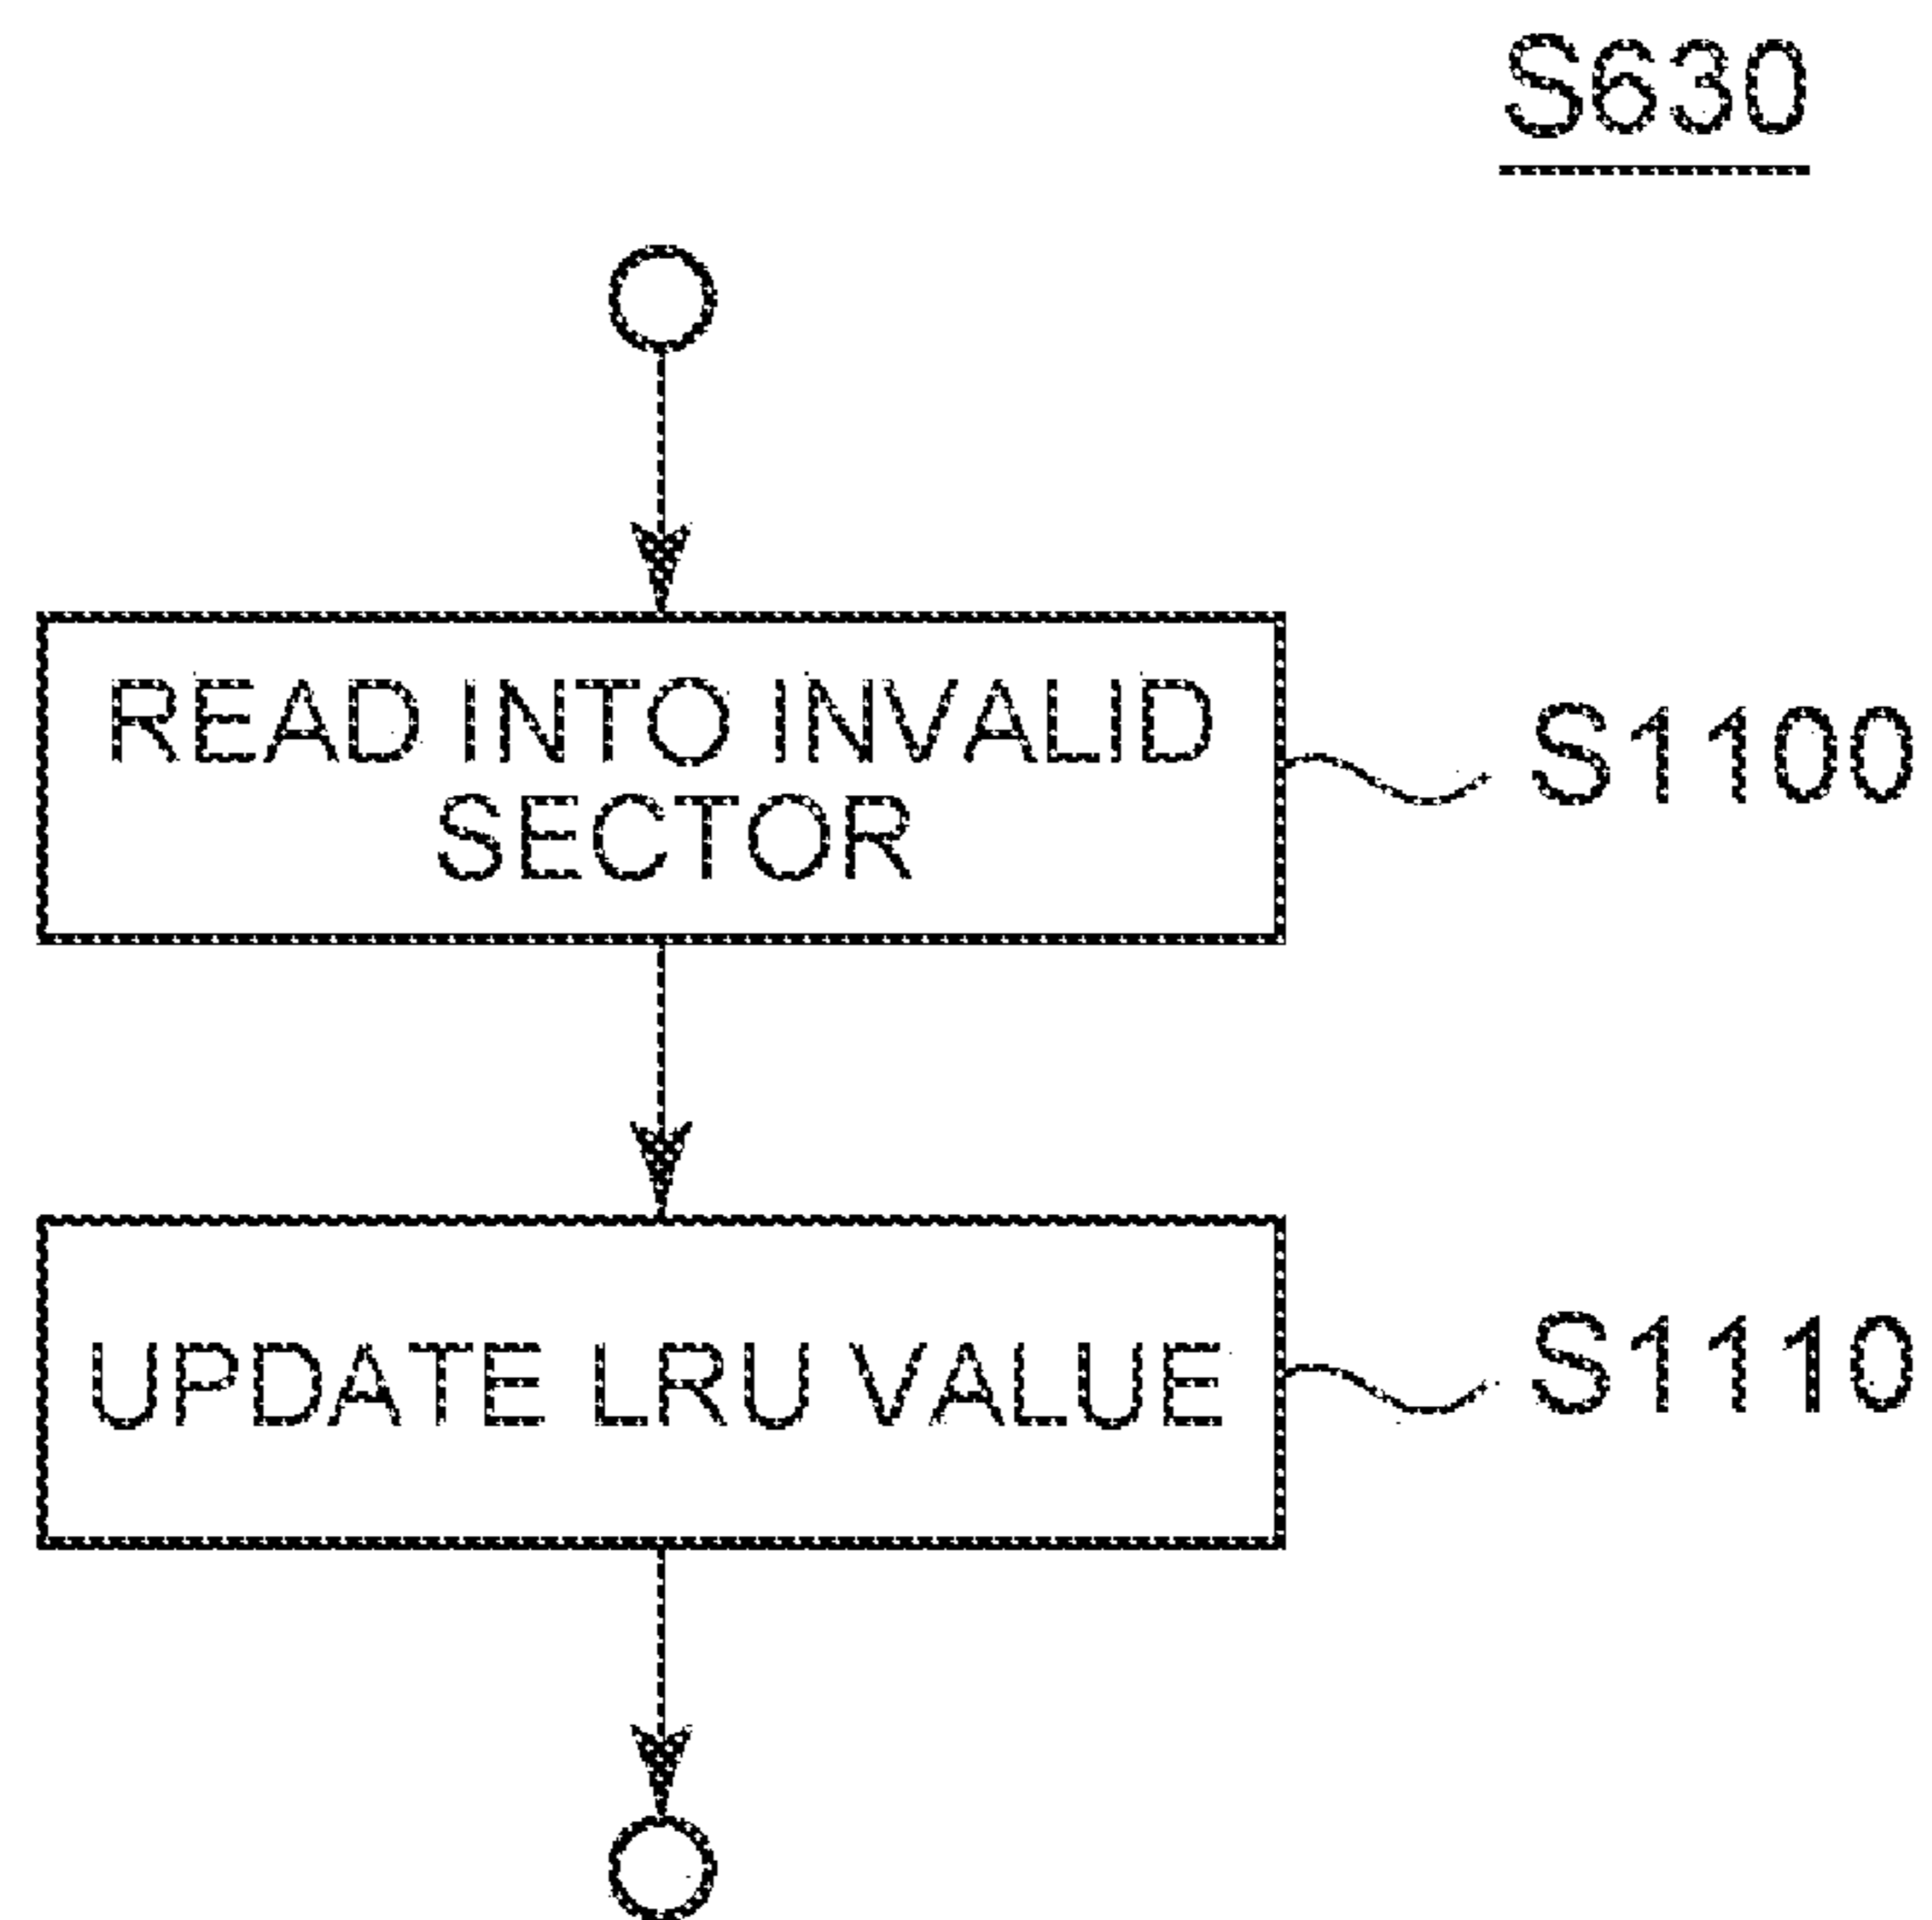 S630
READ INTO INVALID
SECTOR
S1100
UPDATE LRU VALUE
S1110